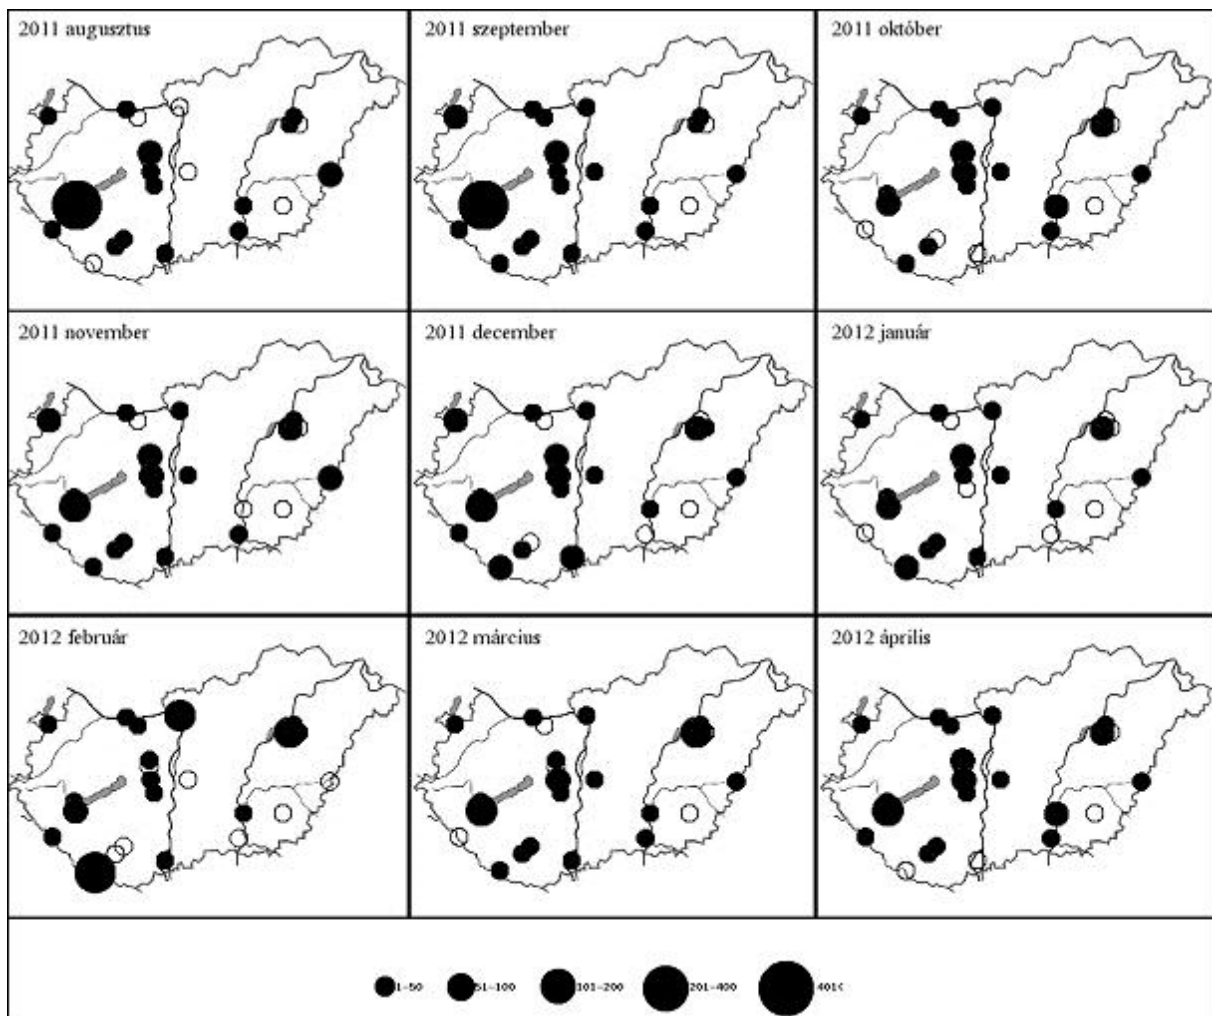 2011 augusztus
2011 szeptember
2011 október
2011 november
2011 december
2012 január
2012 február
2012 március
2012 április
1-50
51-100
101-200
201-400
401<